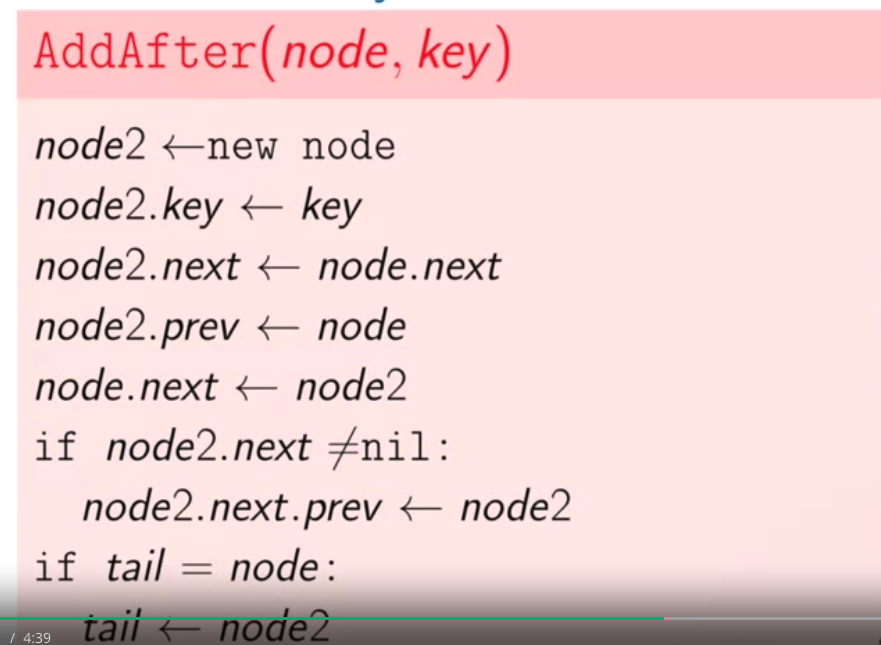 AddAfter(node, key)
node2 ←new node
node2.key ← key
node2.next ← node.next
node2.prev ← node
node.next ← node2
if node2.next ≠nil:
node2.next.prev ← node2
if tail = node:
tail ← node2
/ 4:39